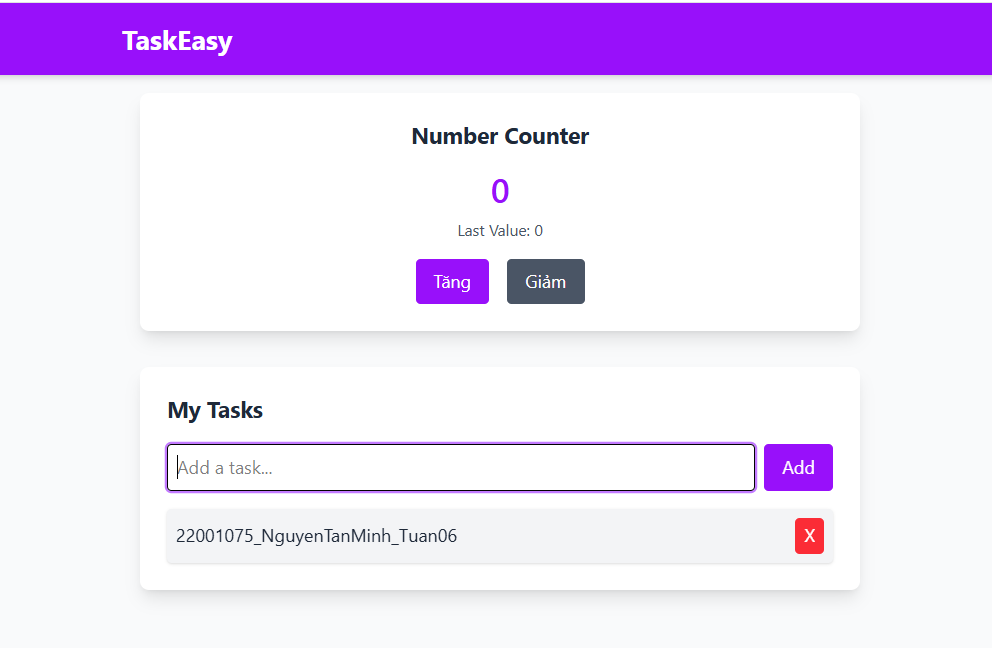 TaskEasy
Number Counter
0
Last Value: 0
Tăng Giảm
My Tasks
Add a task... Add
22001075_NguyenTanMinh_Tuan06 X